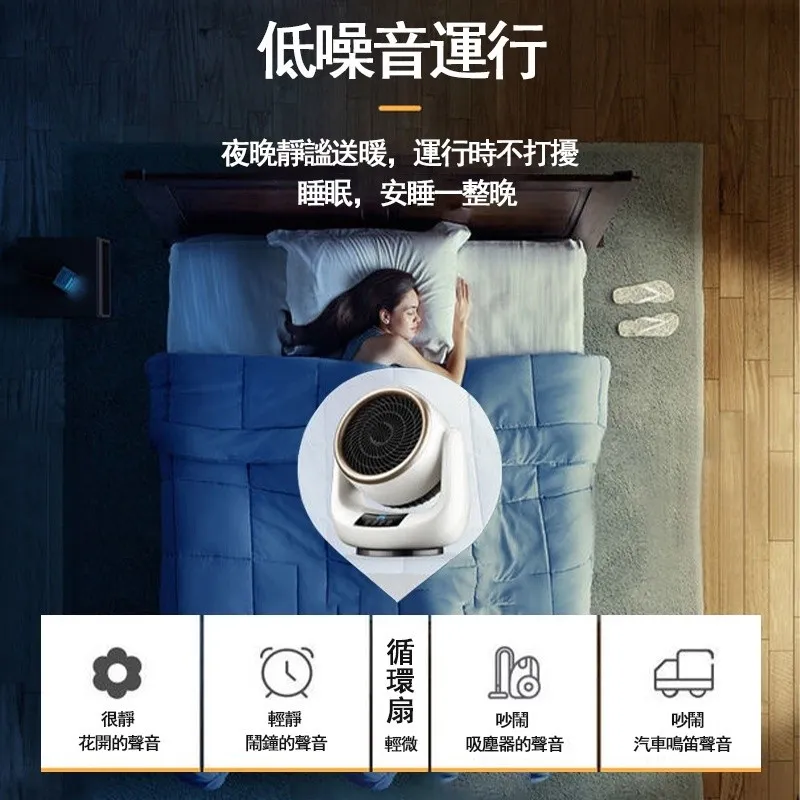 低噪音運行
夜晚靜謐送暖，運行時不打擾
睡眠，安睡一整晚
很靜
花開的聲音
輕靜
鬧鐘的聲音
循環扇
輕微
吵鬧
吸塵器的聲音
吵鬧
汽車鳴笛聲音